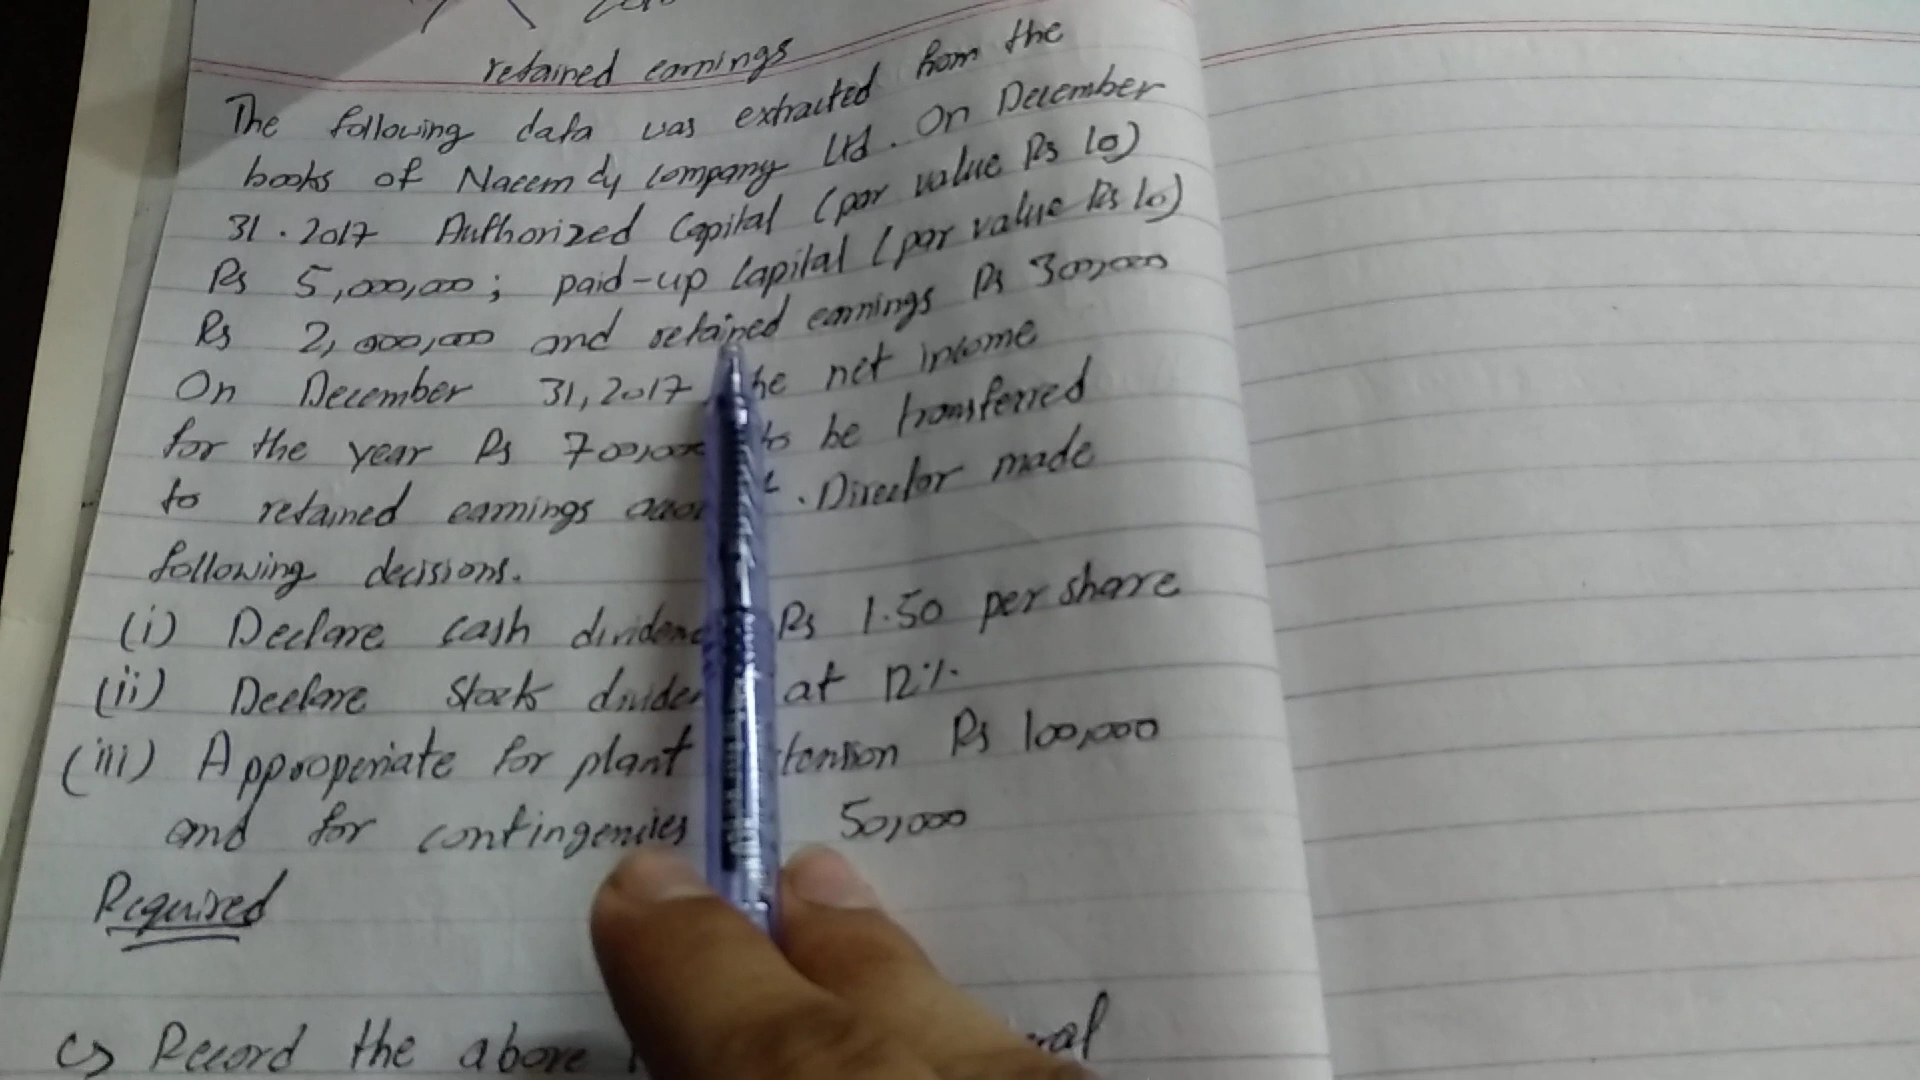 retained earnings
The following data was extracted from the
books of Naeem dy company Ltd. On December
31.2017 Authorized Capital (par value Rs 10)
Rs 5,000,000; paid-up capital (par value Rs 10)
Rs 2,000,000 and retained earnings Rs 300,000
On December 31, 2017 he net income
for the year Rs 700,000 to be transferred
to retained earnings . Director made
following decisions.
(i) Declare cash Rs 1.50 per share
(ii) Declare Stock at 12%.
(iii) Approperiate for plant Rs 100,000
and for contingencies 50,000
Required
Record the above